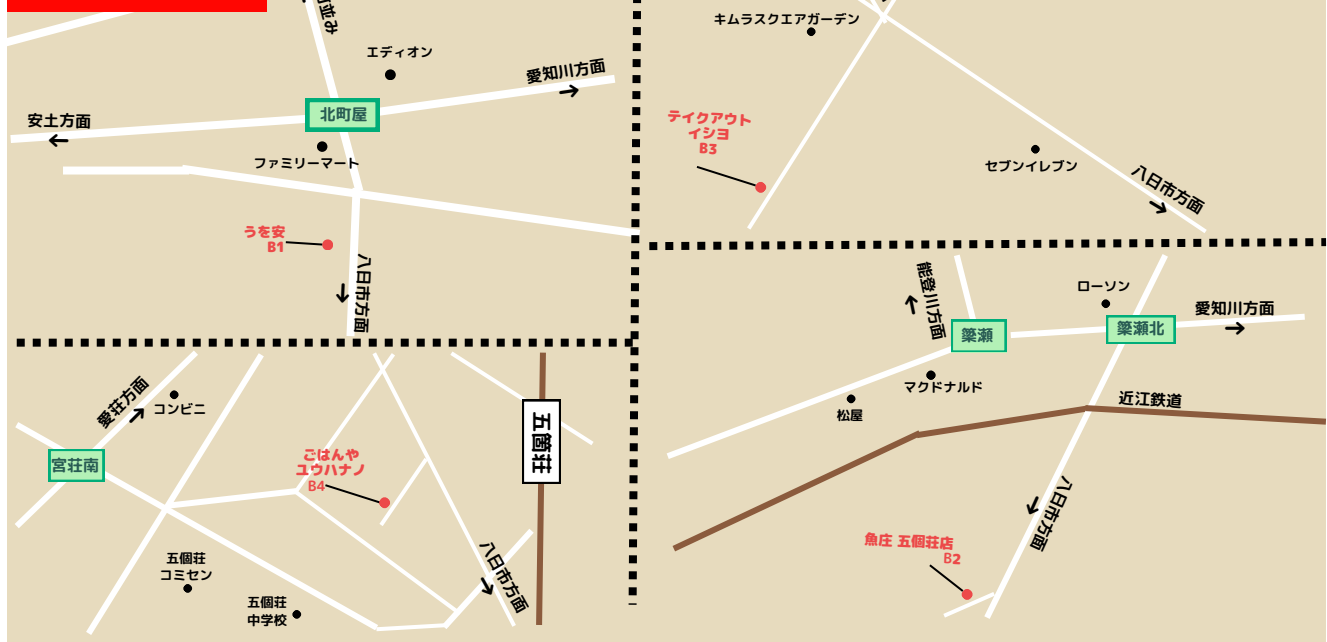 町並み
エディオン
愛知川方面
北町屋
安土方面
ファミリーマート
うを安
B1
八日市方面
キムラスクエアガーデン
テイクアウト
イシヨ
B3
セブンイレブン
八日市方面
愛荘方面
コンビニ
宮荘南
ごはんや
ユウハナノ
B4
五箇荘
五個荘
コミセン
五個荘
中学校
八日市方面
能登川方面
簗瀬
ローソン
簗瀬北
愛知川方面
マクドナルド
松屋
近江鉄道
八日市方面
魚庄 五個荘店
B2